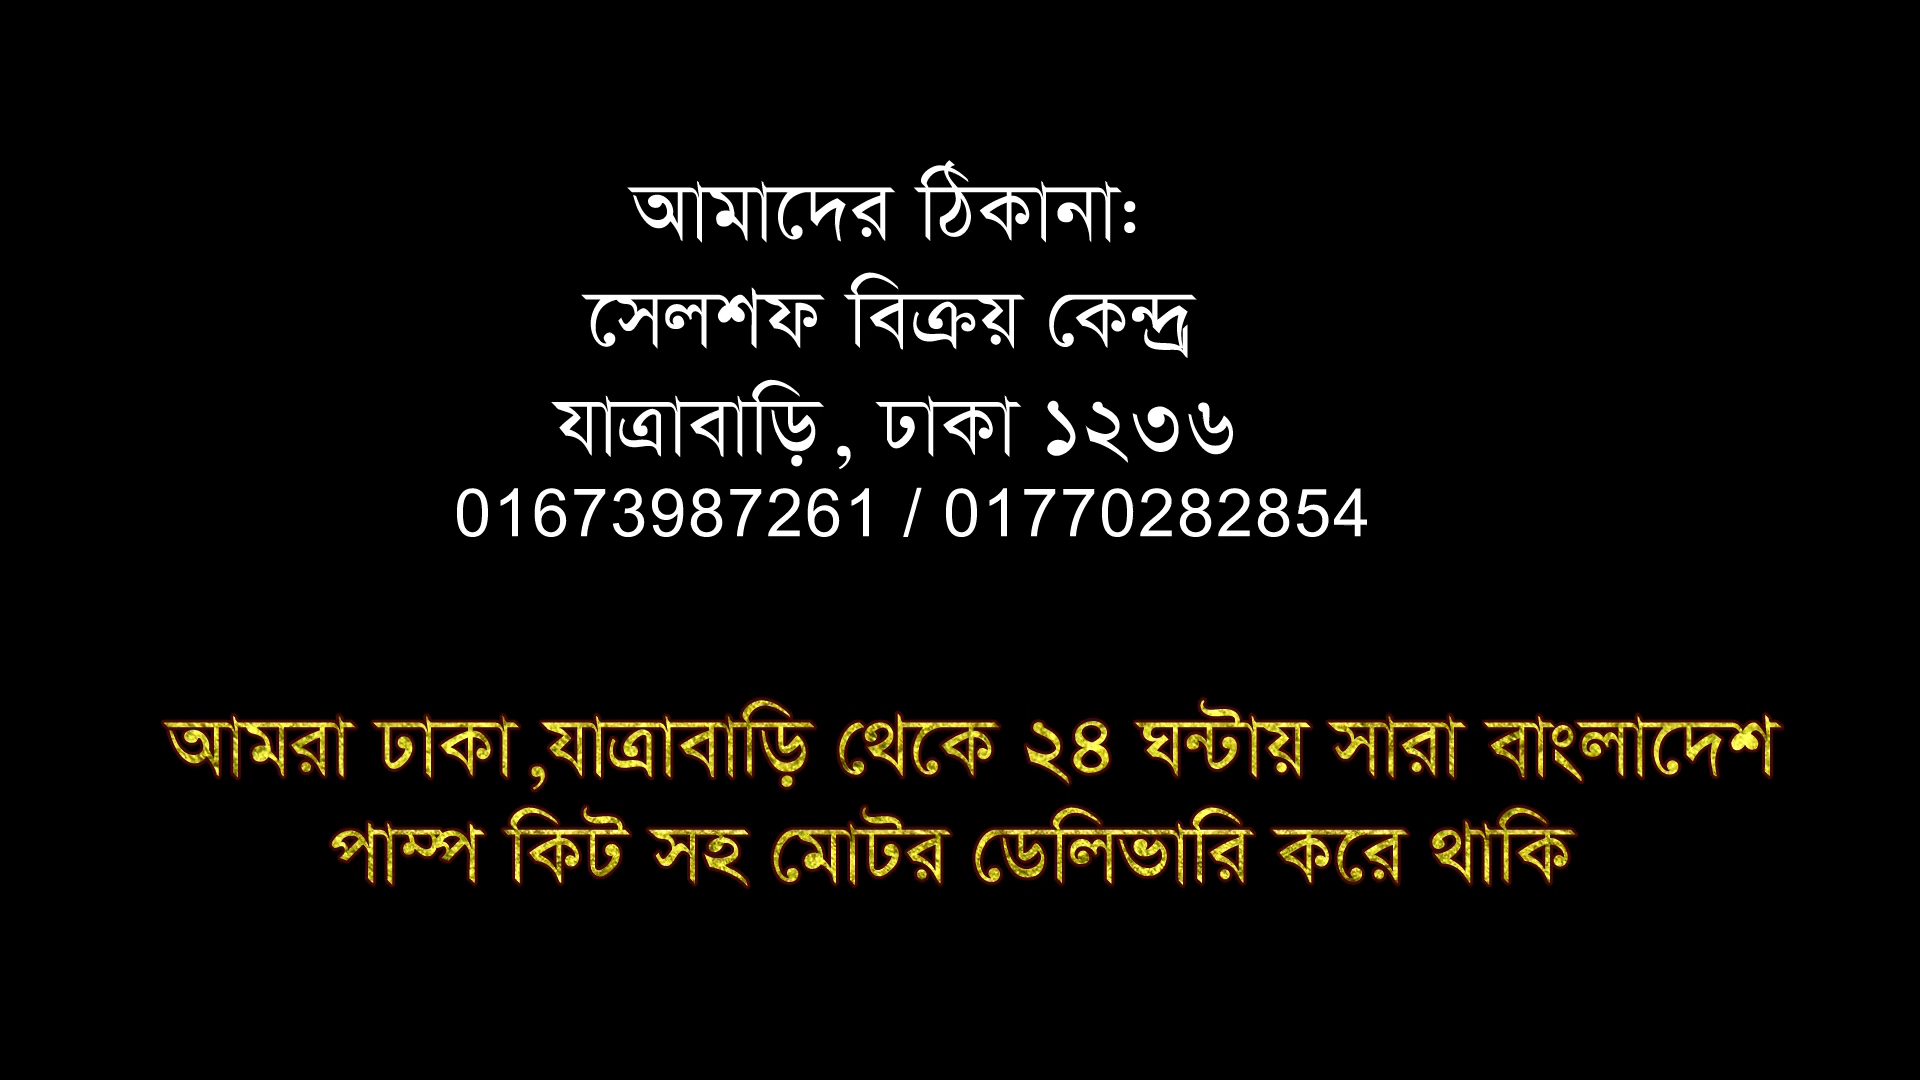 আমাদের ঠিকানাঃ
সেলশফ বিক্রয় কেন্দ্র
যাত্রাবাড়ি, ঢাকা ১২৩৬
01673987261 / 01770282854
আমরা ঢাকা,যাত্রাবাড়ি থেকে ২৪ ঘন্টায় সারা বাংলাদেশ
পাম্প কিট সহ মোটর ডেলিভারি করে থাকি